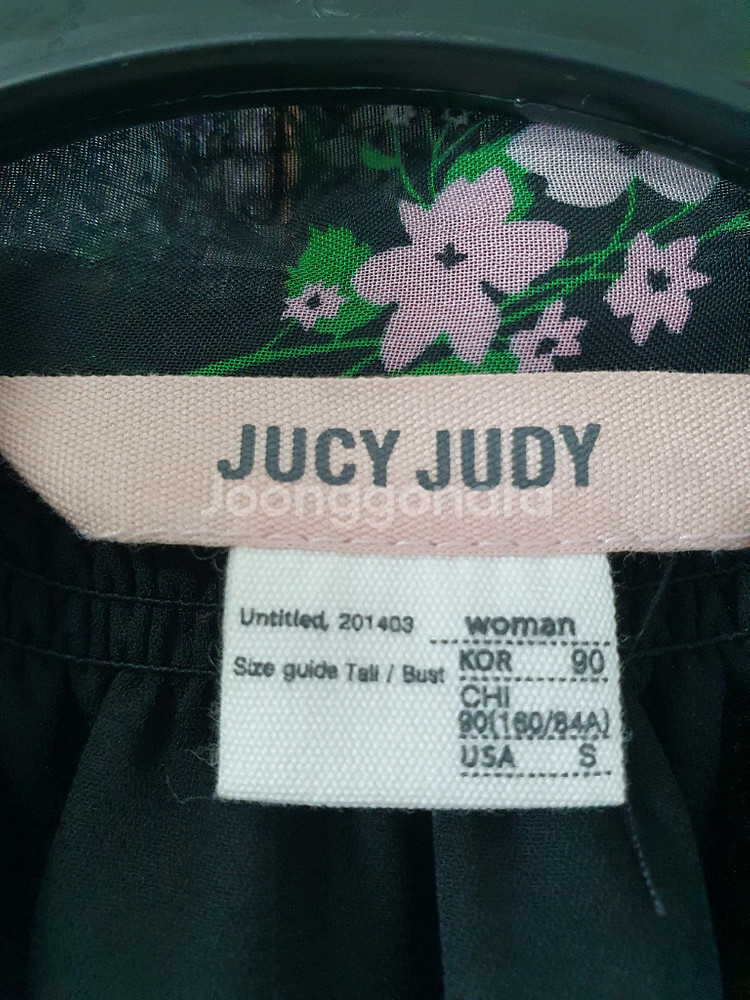 JUCY JUDY
Joonggonara
Untitled, 201403
woman
Size guide Tall / Bust
KOR 90
CHI
90(160/84A)
USA S